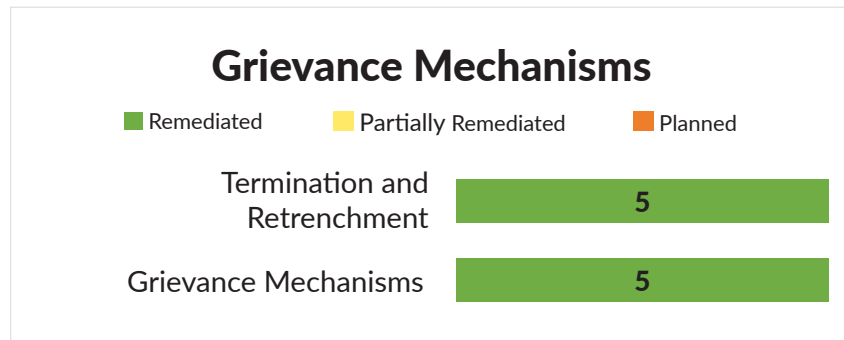 Grievance Mechanisms
Remediated
Partially Remediated
Planned
Termination and
Retrenchment
5
Grievance Mechanisms
5